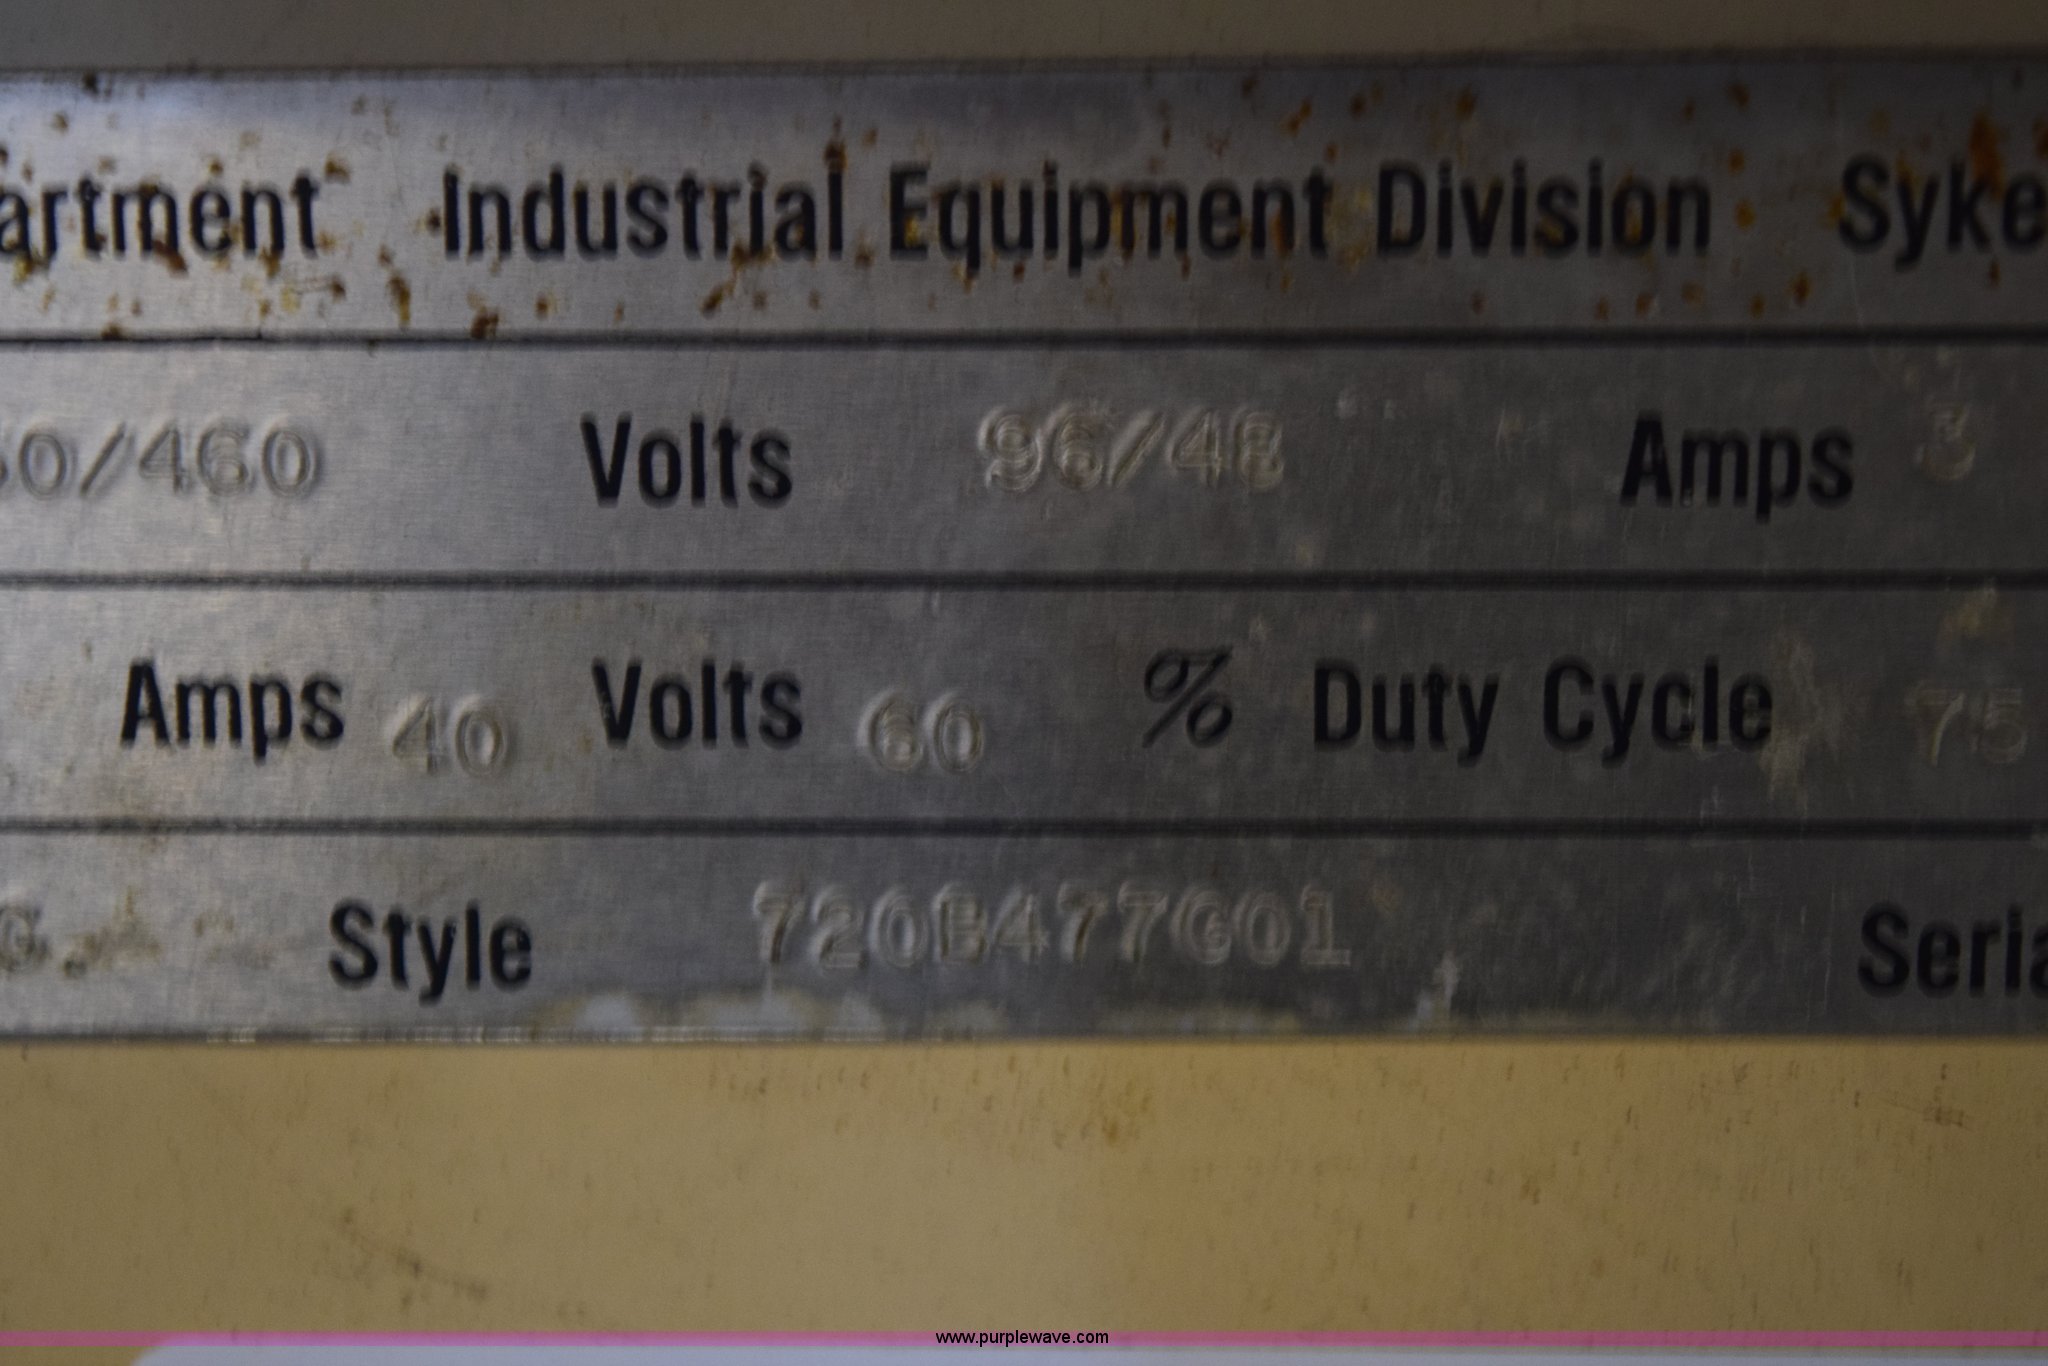 artment Industrial Equipment Division Syke
0/460 Volts 96/48 Amps 3
Amps 40 Volts 60 % Duty Cycle 75
G Style 720B477G01 Seria
www.purplewave.com